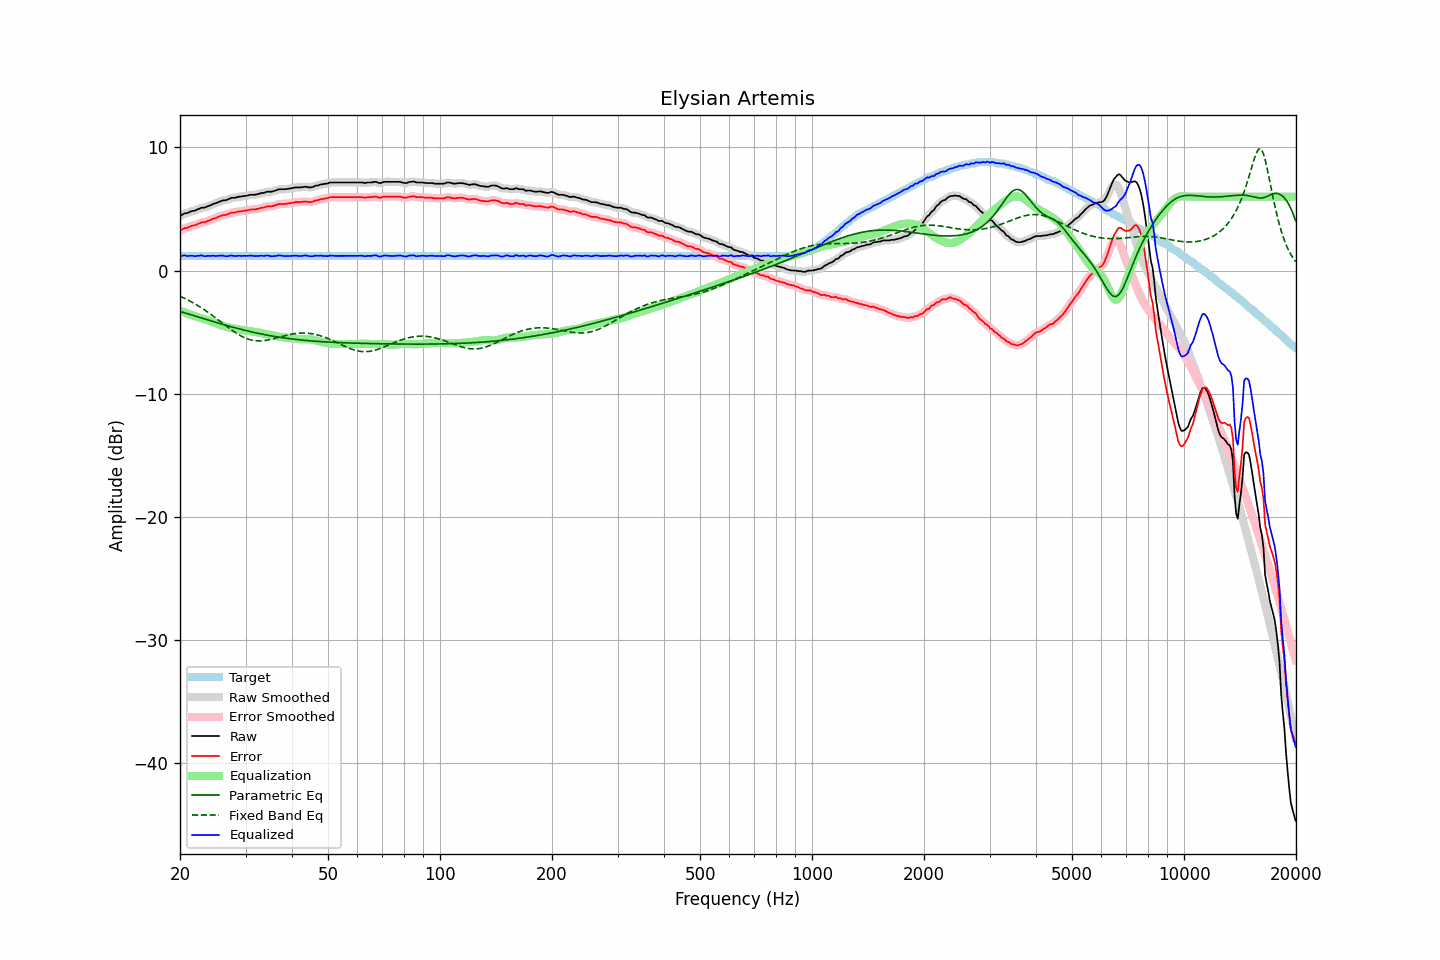 Elysian Artemis
Amplitude (dBr)
10
0
−10
−20
−30
−40
Target
Raw Smoothed
Error Smoothed
Raw
Error
Equalization
Parametric Eq
Fixed Band Eq
Equalized
20 50 100 200 500 1000 2000 5000 10000 20000
Frequency (Hz)